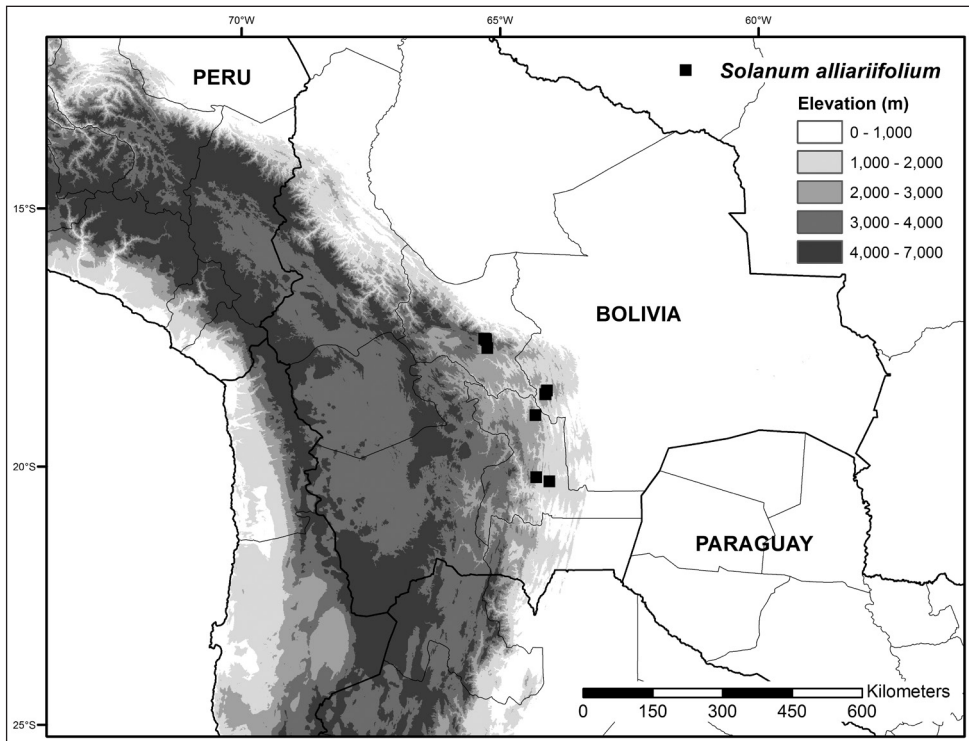 70°W 65°W 60°W
PERU
Solanum alliariifolium
Elevation (m)
0 - 1,000
1,000 - 2,000
2,000 - 3,000
3,000 - 4,000
4,000 - 7,000
15°S
BOLIVIA
20°S
PARAGUAY
Kilometers
0 150 300 450 600
25°S